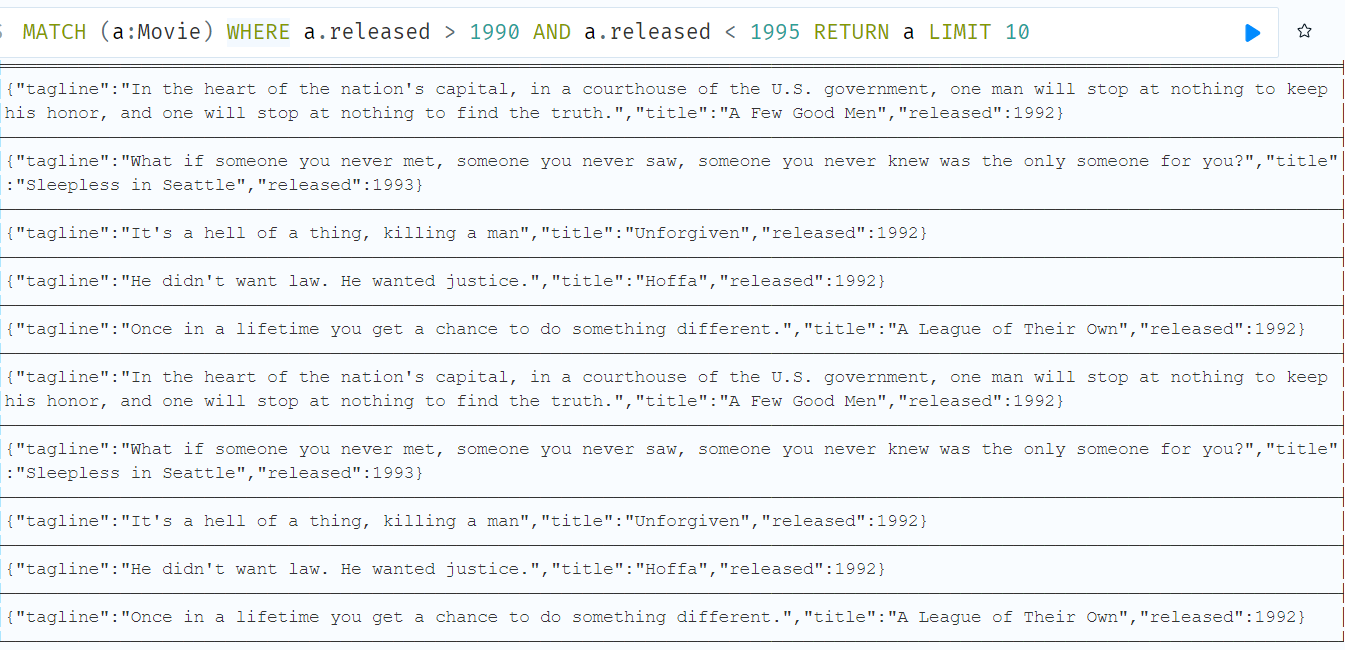 MATCH (a:Movie) WHERE a.released > 1990 AND a.released < 1995 RETURN a LIMIT 10
{"tagline":"In the heart of the nation's capital, in a courthouse of the U.S. government, one man will stop at nothing to keep
his honor, and one will stop at nothing to find the truth.","title":"A Few Good Men","released":1992}
{"tagline":"What if someone you never met, someone you never saw, someone you never knew was the only someone for you?","title"
:"Sleepless in Seattle","released":1993}
{"tagline":"It's a hell of a thing, killing a man","title":"Unforgiven","released":1992}
{"tagline":"He didn't want law. He wanted justice.","title":"Hoffa","released":1992}
{"tagline":"Once in a lifetime you get a chance to do something different.","title":"A League of Their Own","released":1992}
{"tagline":"In the heart of the nation's capital, in a courthouse of the U.S. government, one man will stop at nothing to keep
his honor, and one will stop at nothing to find the truth.","title":"A Few Good Men","released":1992}
{"tagline":"What if someone you never met, someone you never saw, someone you never knew was the only someone for you?","title"
:"Sleepless in Seattle","released":1993}
{"tagline":"It's a hell of a thing, killing a man","title":"Unforgiven","released":1992}
{"tagline":"He didn't want law. He wanted justice.","title":"Hoffa","released":1992}
{"tagline":"Once in a lifetime you get a chance to do something different.","title":"A League of Their Own","released":1992}